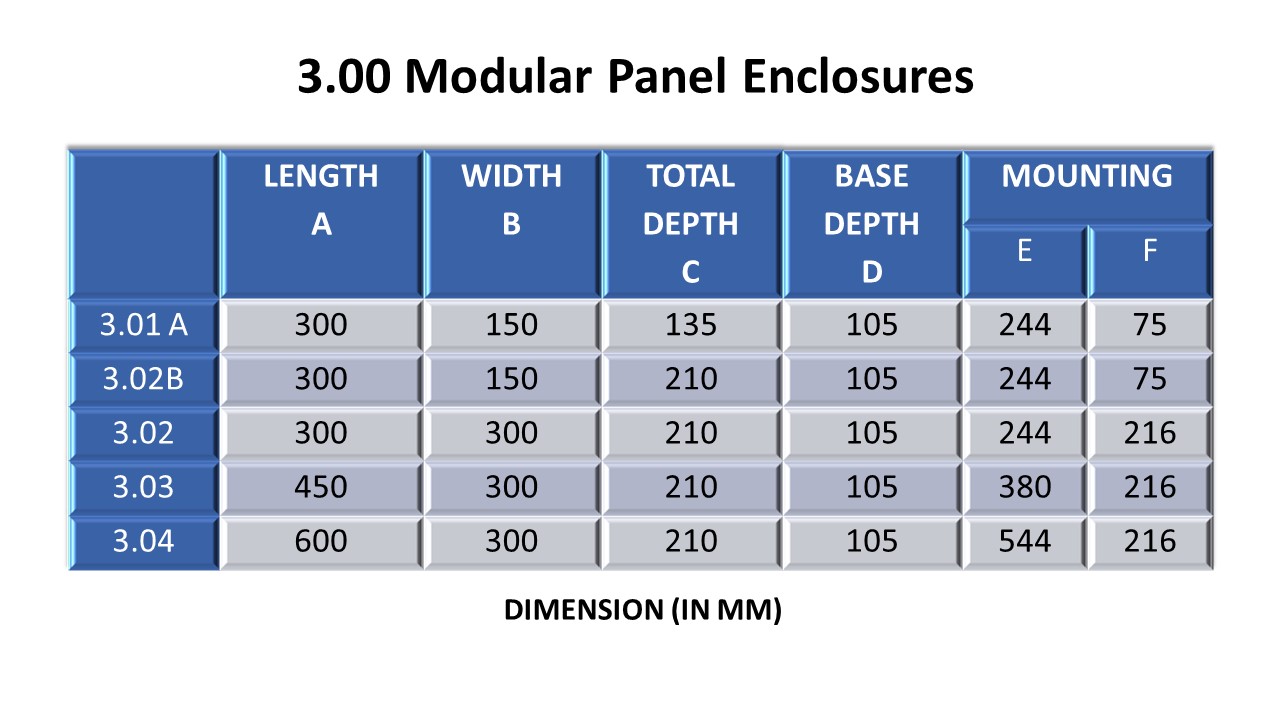 3.00 Modular Panel Enclosures
LENGTH A WIDTH B TOTAL DEPTH C BASE DEPTH D MOUNTING
E F
3.01 A 300 150 135 105 244 75
3.02B 300 150 210 105 244 75
3.02 300 300 210 105 244 216
3.03 450 300 210 105 380 216
3.04 600 300 210 105 544 216
DIMENSION (IN MM)